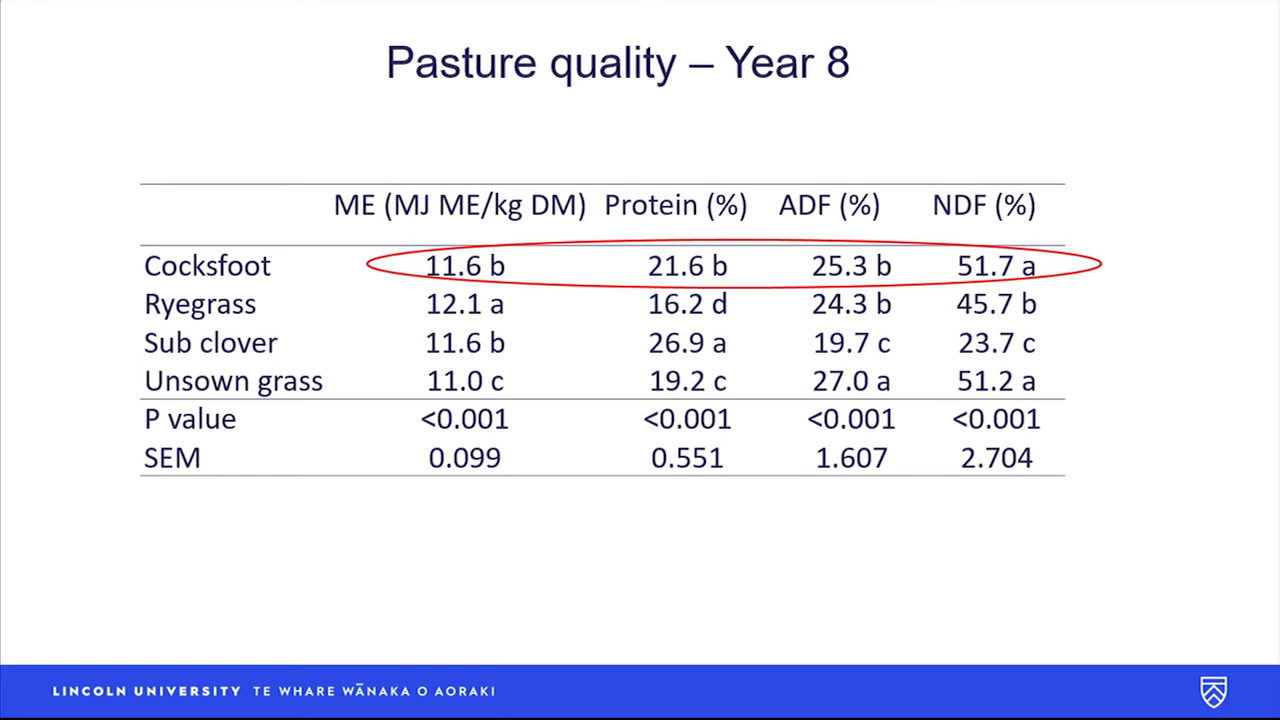 Pasture quality – Year 8
ME (MJ ME/kg DM) Protein (%) ADF (%) NDF (%)
Cocksfoot 11.6 b 21.6 b 25.3 b 51.7 a
Ryegrass 12.1 a 16.2 d 24.3 b 45.7 b
Sub clover 11.6 b 26.9 a 19.7 c 23.7 c
Unsown grass 11.0 c 19.2 c 27.0 a 51.2 a
P value <0.001 <0.001 <0.001 <0.001
SEM 0.099 0.551 1.607 2.704
LINCOLN UNIVERSITY TE WHARE WĀNAKA O AORAKI